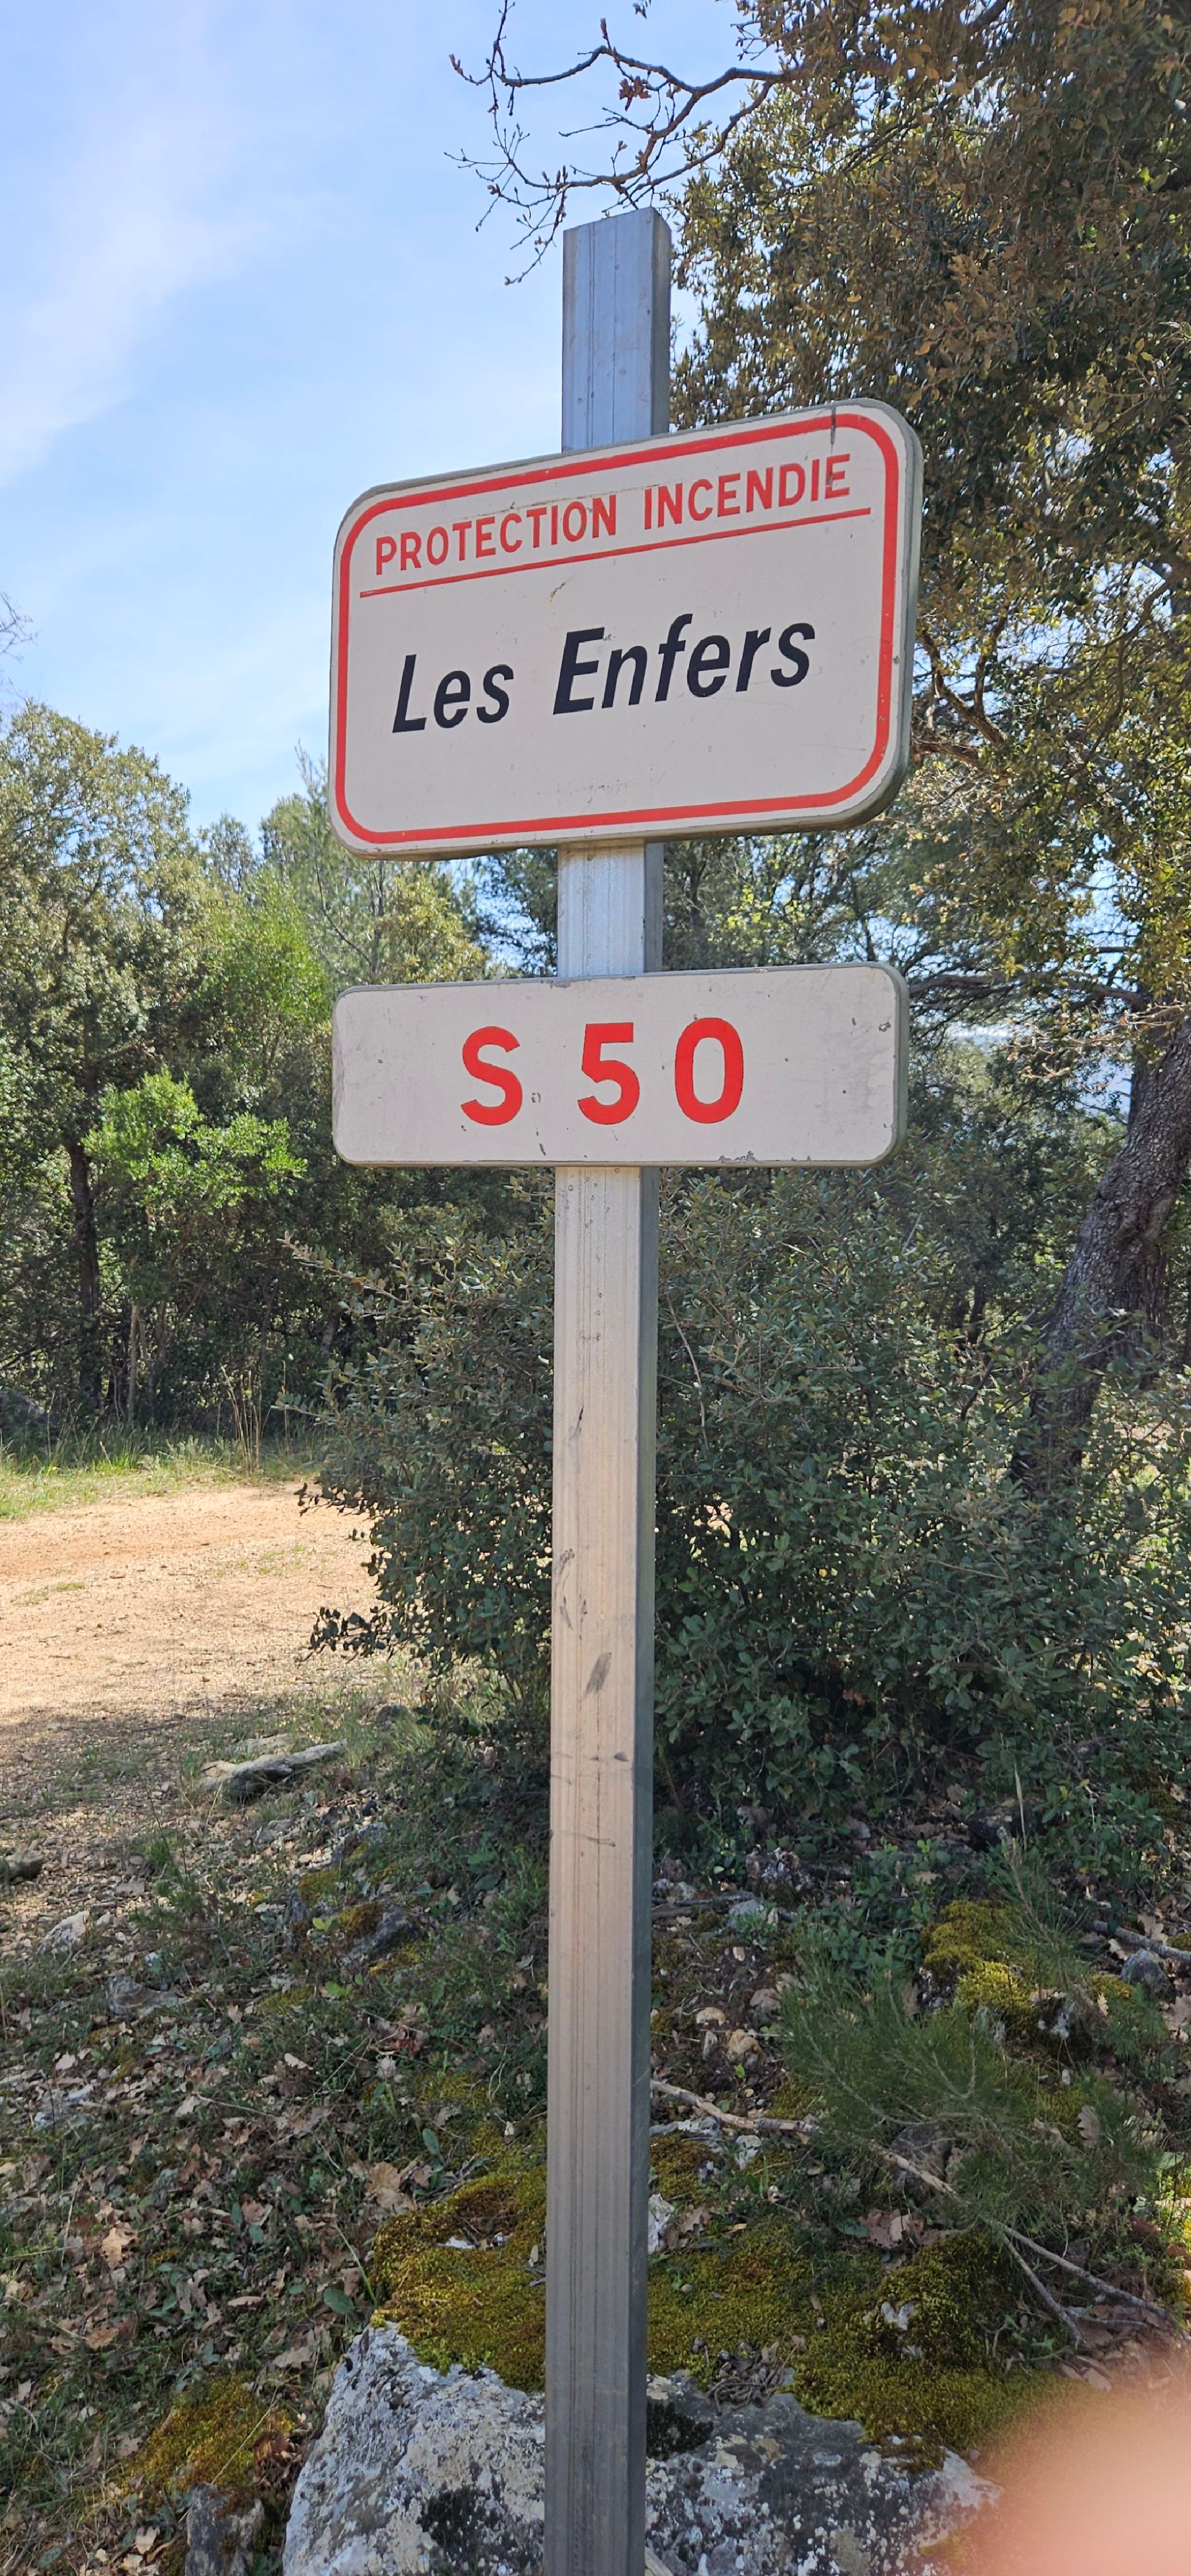 PROTECTION INCENDIE
Les Enfers
S 50